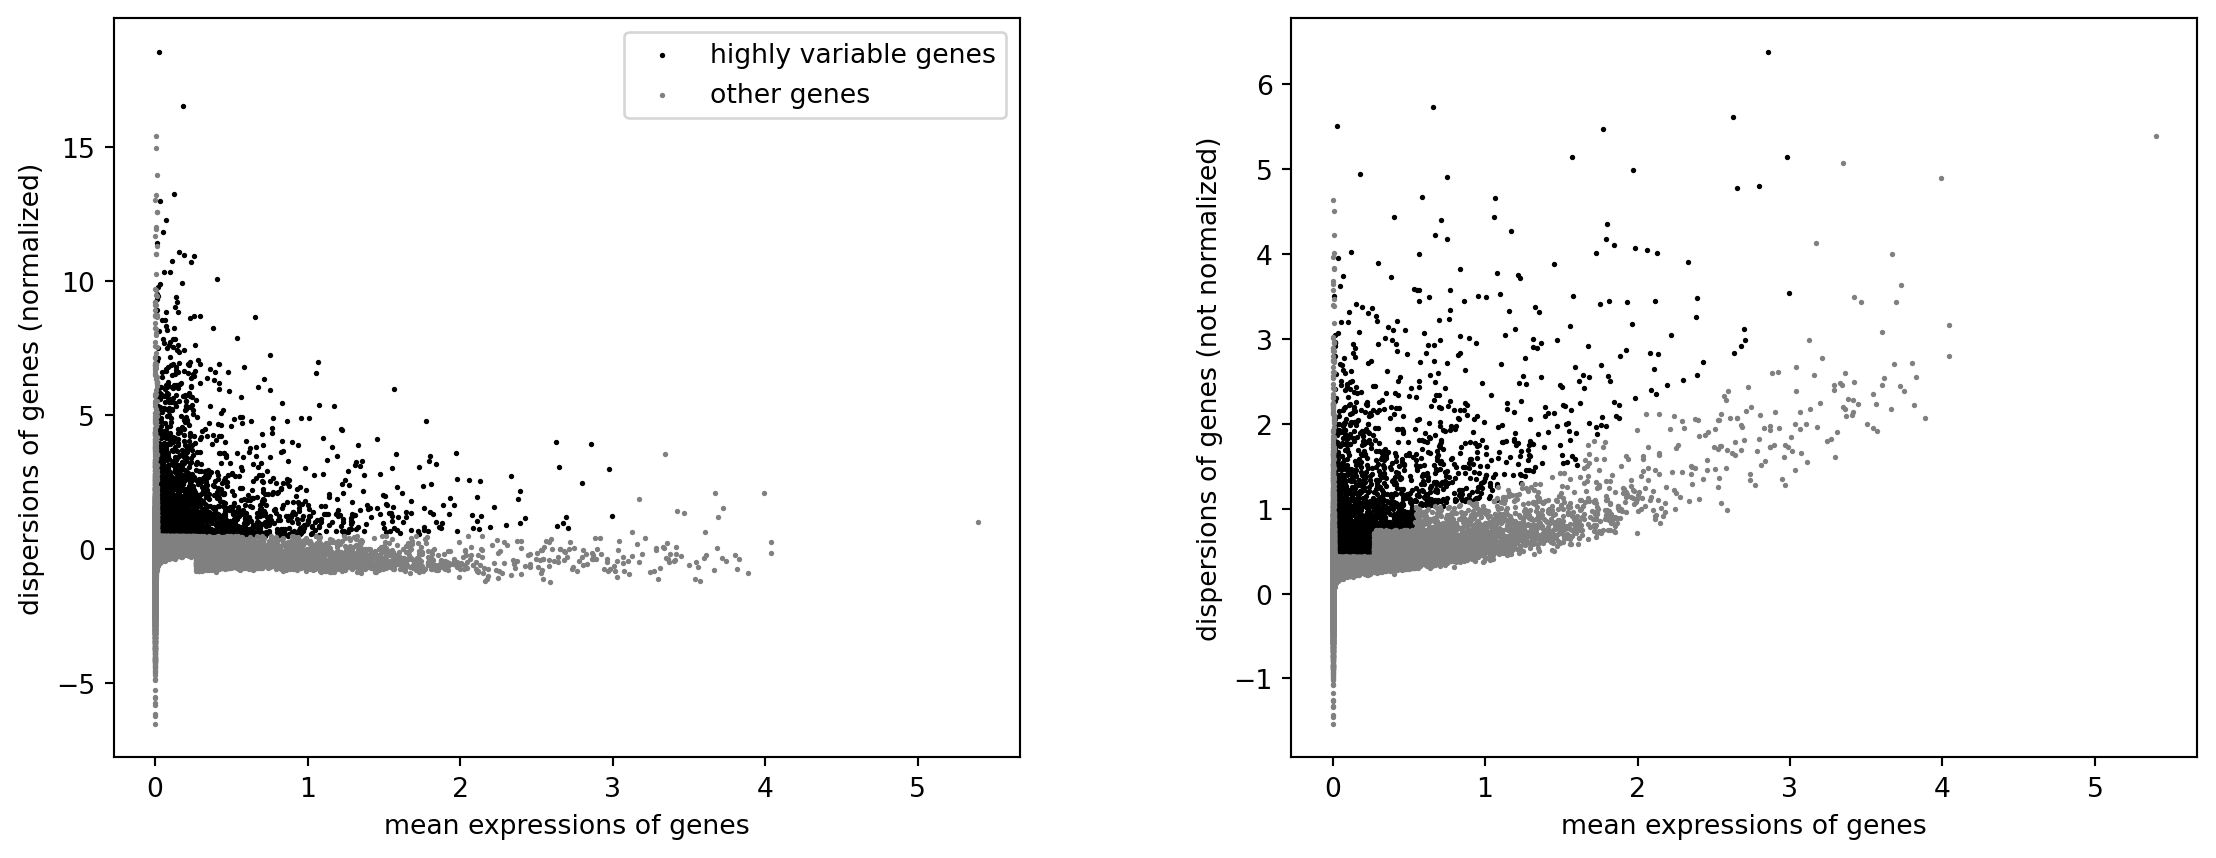 highly variable genes
other genes
dispersions of genes (normalized)
15
10
5
0
−5
0 1 2 3 4 5
mean expressions of genes
dispersions of genes (not normalized)
6
5
4
3
2
1
0
−1
0 1 2 3 4 5
mean expressions of genes